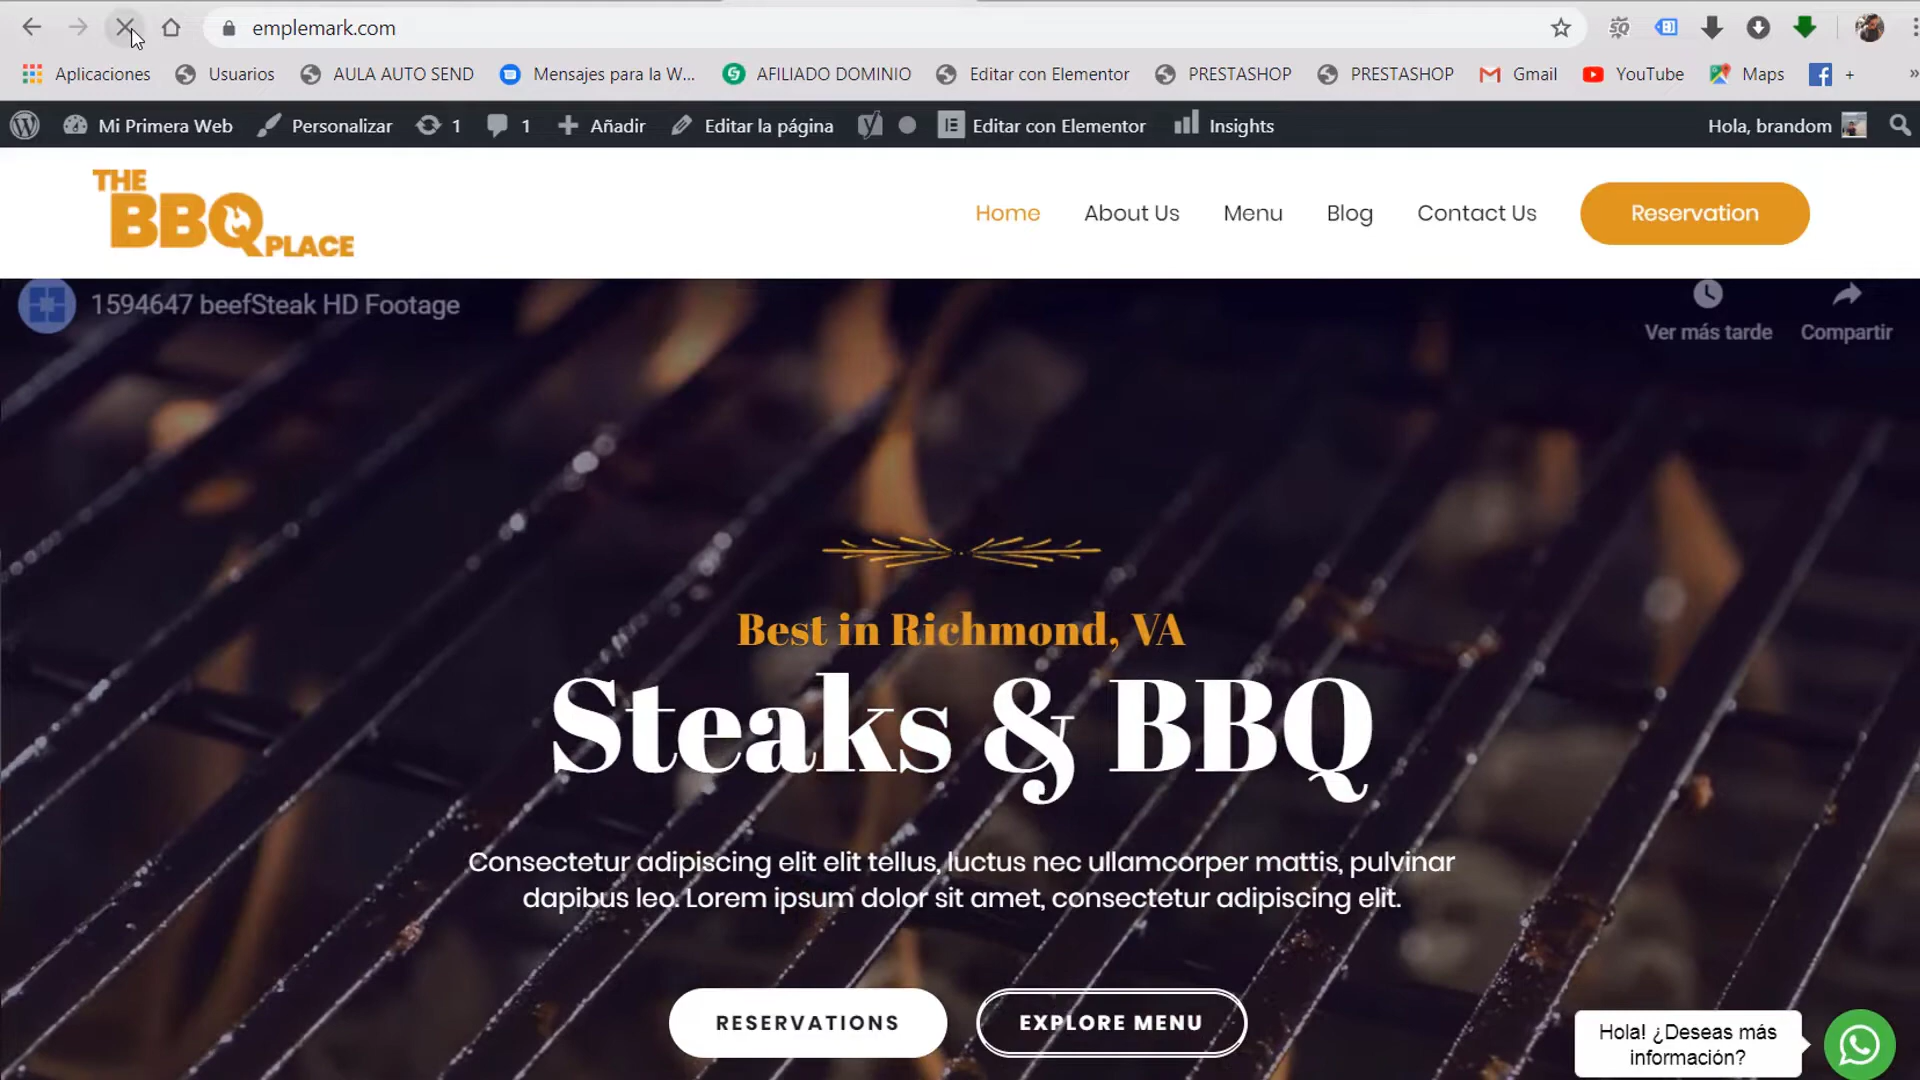 emplemark.com
Aplicaciones Usuarios AULA AUTO SEND Mensajes para la W... AFILIADO DOMINIO Editar con Elementor PRESTASHOP PRESTASHOP Gmail YouTube Maps + »
Mi Primera Web Personalizar 1 1 Añadir Editar la página Editar con Elementor Insights Hola, brandom
THE
BBQ
PLACE
Home About Us Menu Blog Contact Us Reservation
1594647 beefSteak HD Footage
Ver más tarde Compartir
Best in Richmond, VA
Steaks & BBQ
Consectetur adipiscing elit elit tellus, luctus nec ullamcorper mattis, pulvinar
dapibus leo. Lorem ipsum dolor sit amet, consectetur adipiscing elit.
RESERVATIONS EXPLORE MENU
Hola! ¿Deseas más
información?